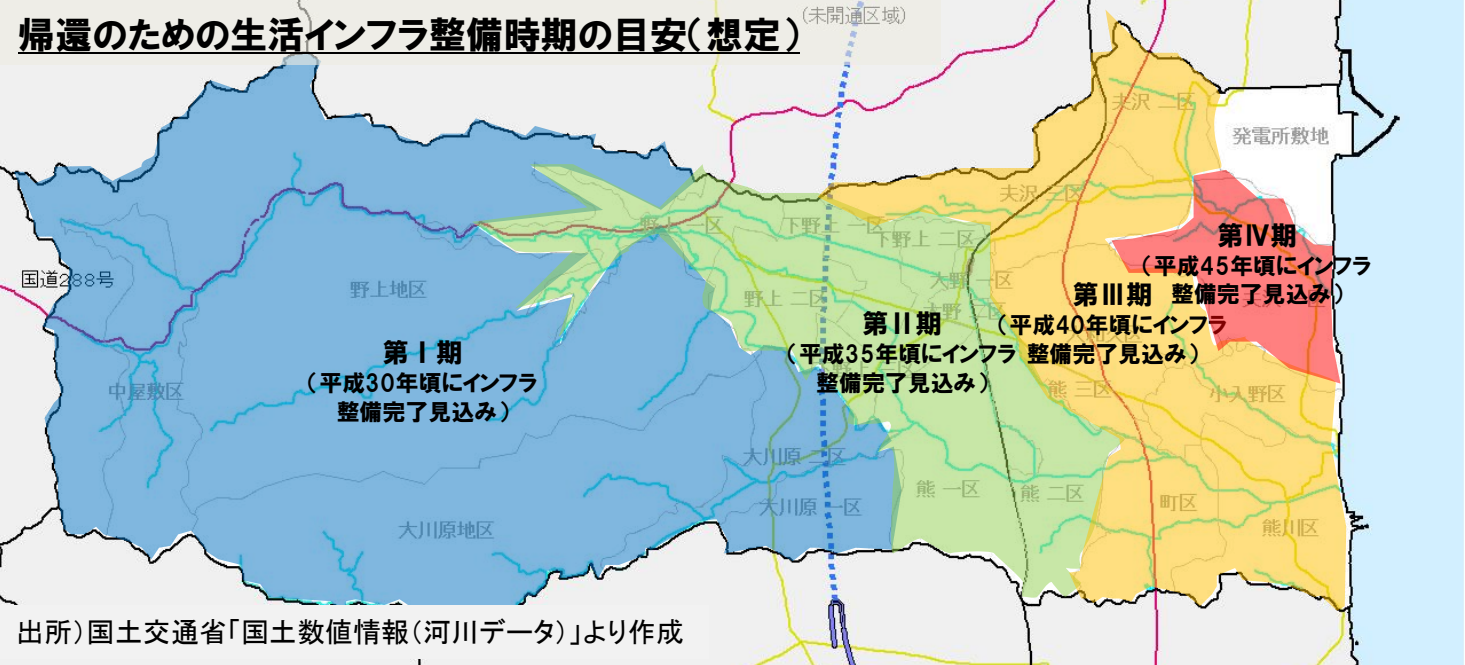 帰還のための生活インフラ整備時期の目安(想定)
(未開通区域)
夫沢 二区
発電所敷地
夫沢 三区
野上 一区
下野上 一区
下野上 二区
第Ⅳ期
(平成45年頃にインフラ
整備完了見込み)
国道288号
野上地区
大野 一区
大野 二区
野上 二区
第Ⅲ期
(平成40年頃にインフラ
整備完了見込み)
第Ⅱ期
(平成35年頃にインフラ
整備完了見込み)
第Ⅰ期
(平成30年頃にインフラ
整備完了見込み)
中屋敷区
熊 三区
小入野区
大川原 二区
大川原 一区
熊 一区
熊 二区
町区
熊川区
大川原地区
出所)国土交通省「国土数値情報(河川データ)」より作成